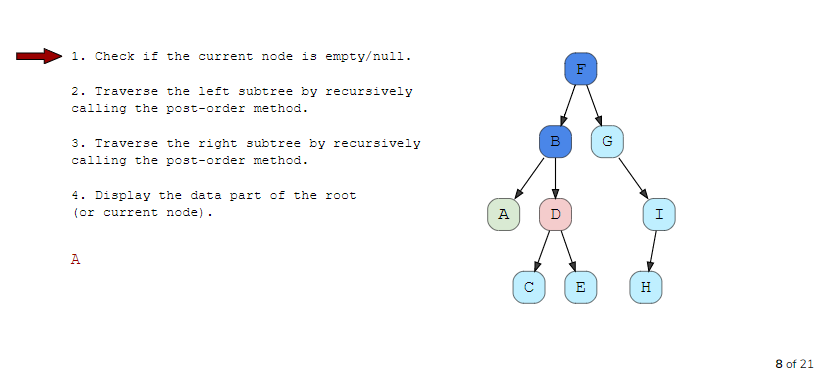 1. Check if the current node is empty/null.
2. Traverse the left subtree by recursively
calling the post-order method.
3. Traverse the right subtree by recursively
calling the post-order method.
4. Display the data part of the root
(or current node).
A
F
B G
A D I
C E H
8 of 21